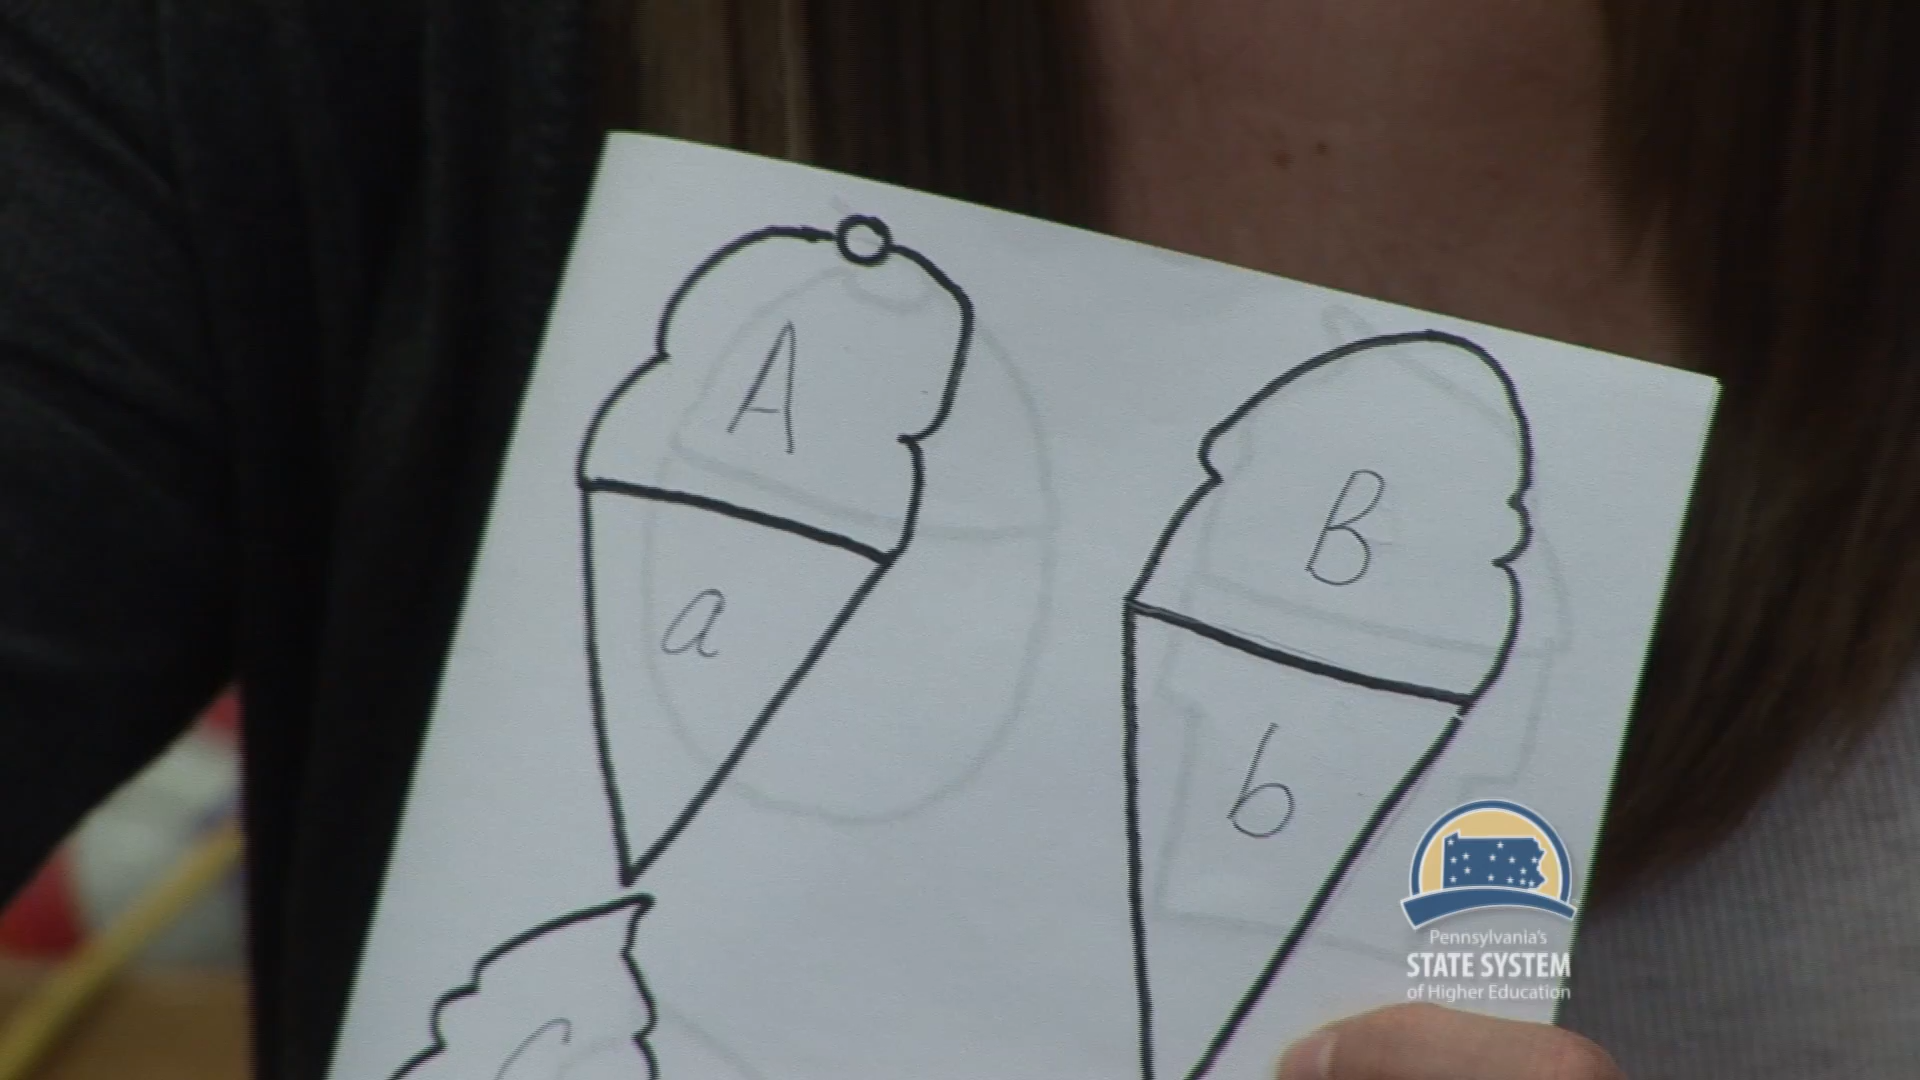 A
B
a
b
C
Pennsylvania's
STATE SYSTEM
of Higher Education